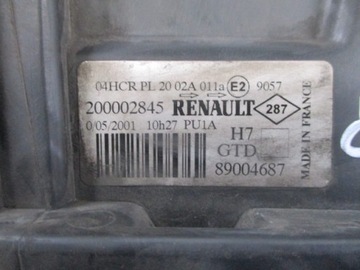 04HCR PL 20 02A 011a E2 9057
200002845 RENAULT 287
0/05/2001 10h27 PU1A H7
GTD
89004687
MADE IN FRANCE